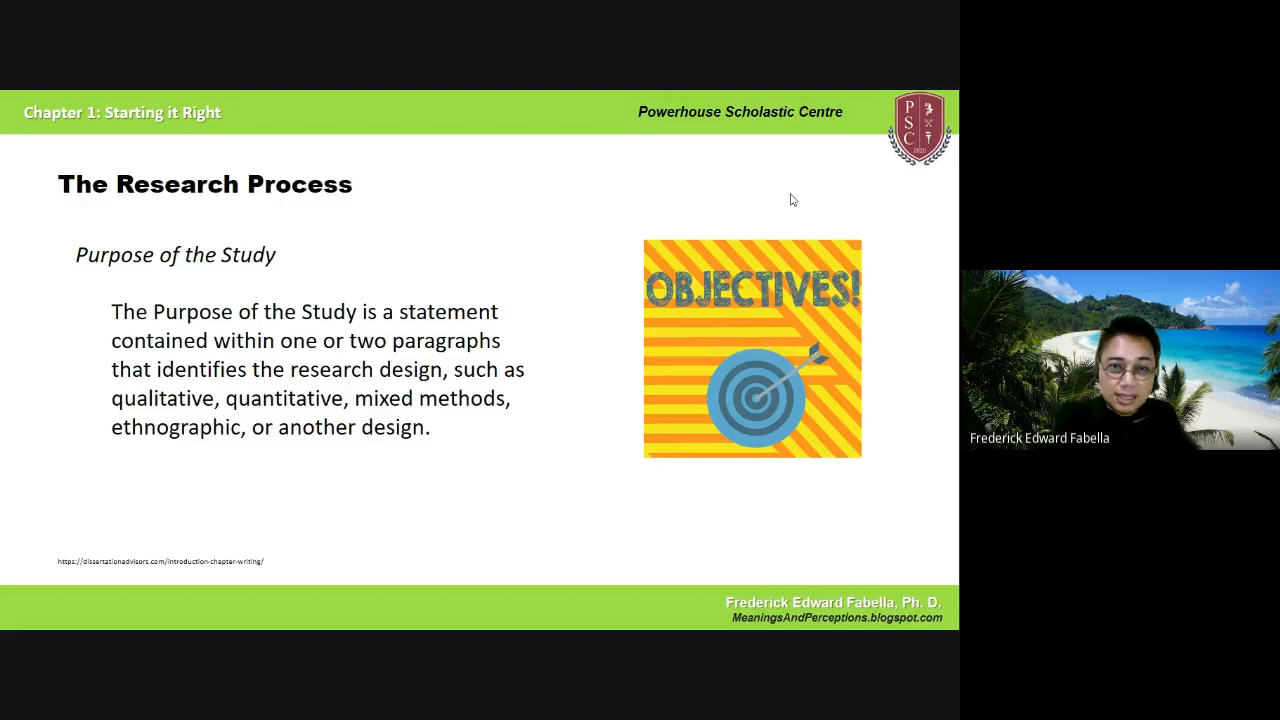 Chapter 1: Starting it Right
Powerhouse Scholastic Centre
P
S
C
2020
The Research Process
Purpose of the Study
The Purpose of the Study is a statement
contained within one or two paragraphs
that identifies the research design, such as
qualitative, quantitative, mixed methods,
ethnographic, or another design.
OBJECTIVES!
https://dissertationadvisors.com/introduction-chapter-writing/
Frederick Edward Fabella, Ph. D.
MeaningsAndPerceptions.blogspot.com
Frederick Edward Fabella